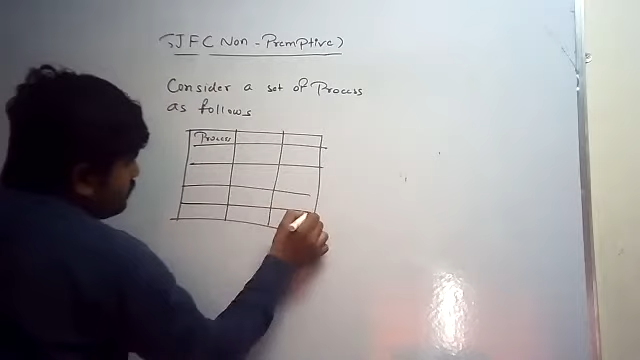 SJF (Non-Premptive)
Consider a set of Process
as follows
Process